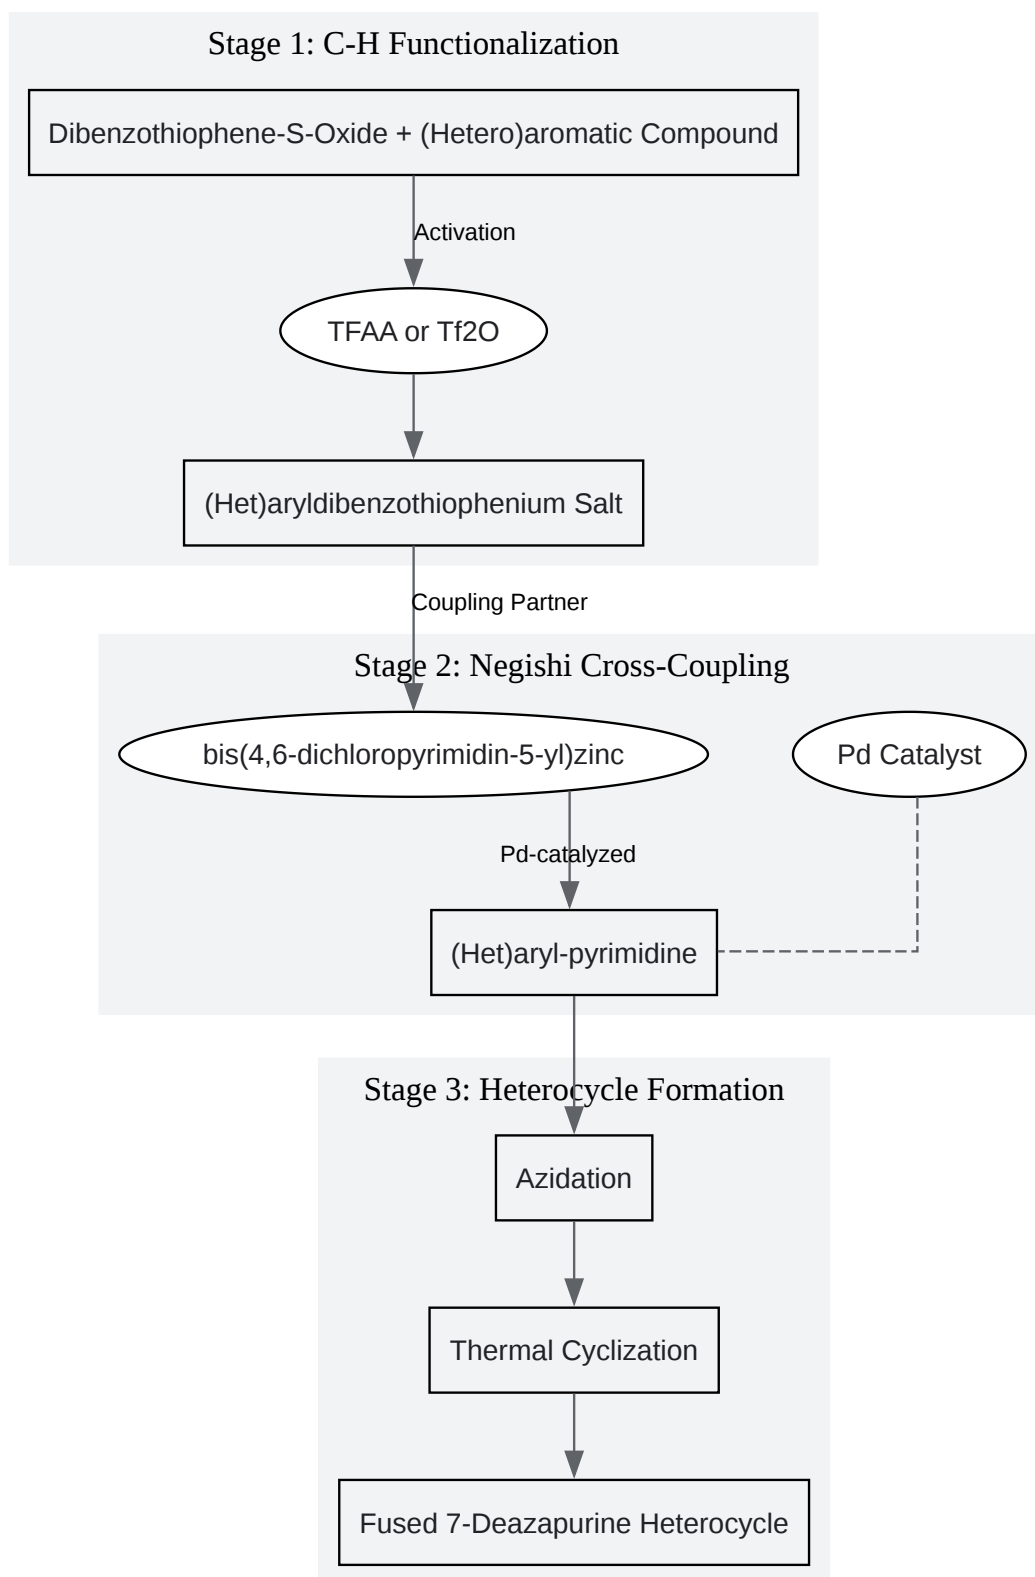 Stage 1: C-H Functionalization
Dibenzothiophene-S-Oxide + (Hetero)aromatic Compound
Activation
TFAA or Tf2O
(Het)aryldibenzothiophenium Salt
Coupling Partner
Stage 2: Negishi Cross-Coupling
bis(4,6-dichloropyrimidin-5-yl)zinc
Pd Catalyst
Pd-catalyzed
(Het)aryl-pyrimidine
Stage 3: Heterocycle Formation
Azidation
Thermal Cyclization
Fused 7-Deazapurine Heterocycle